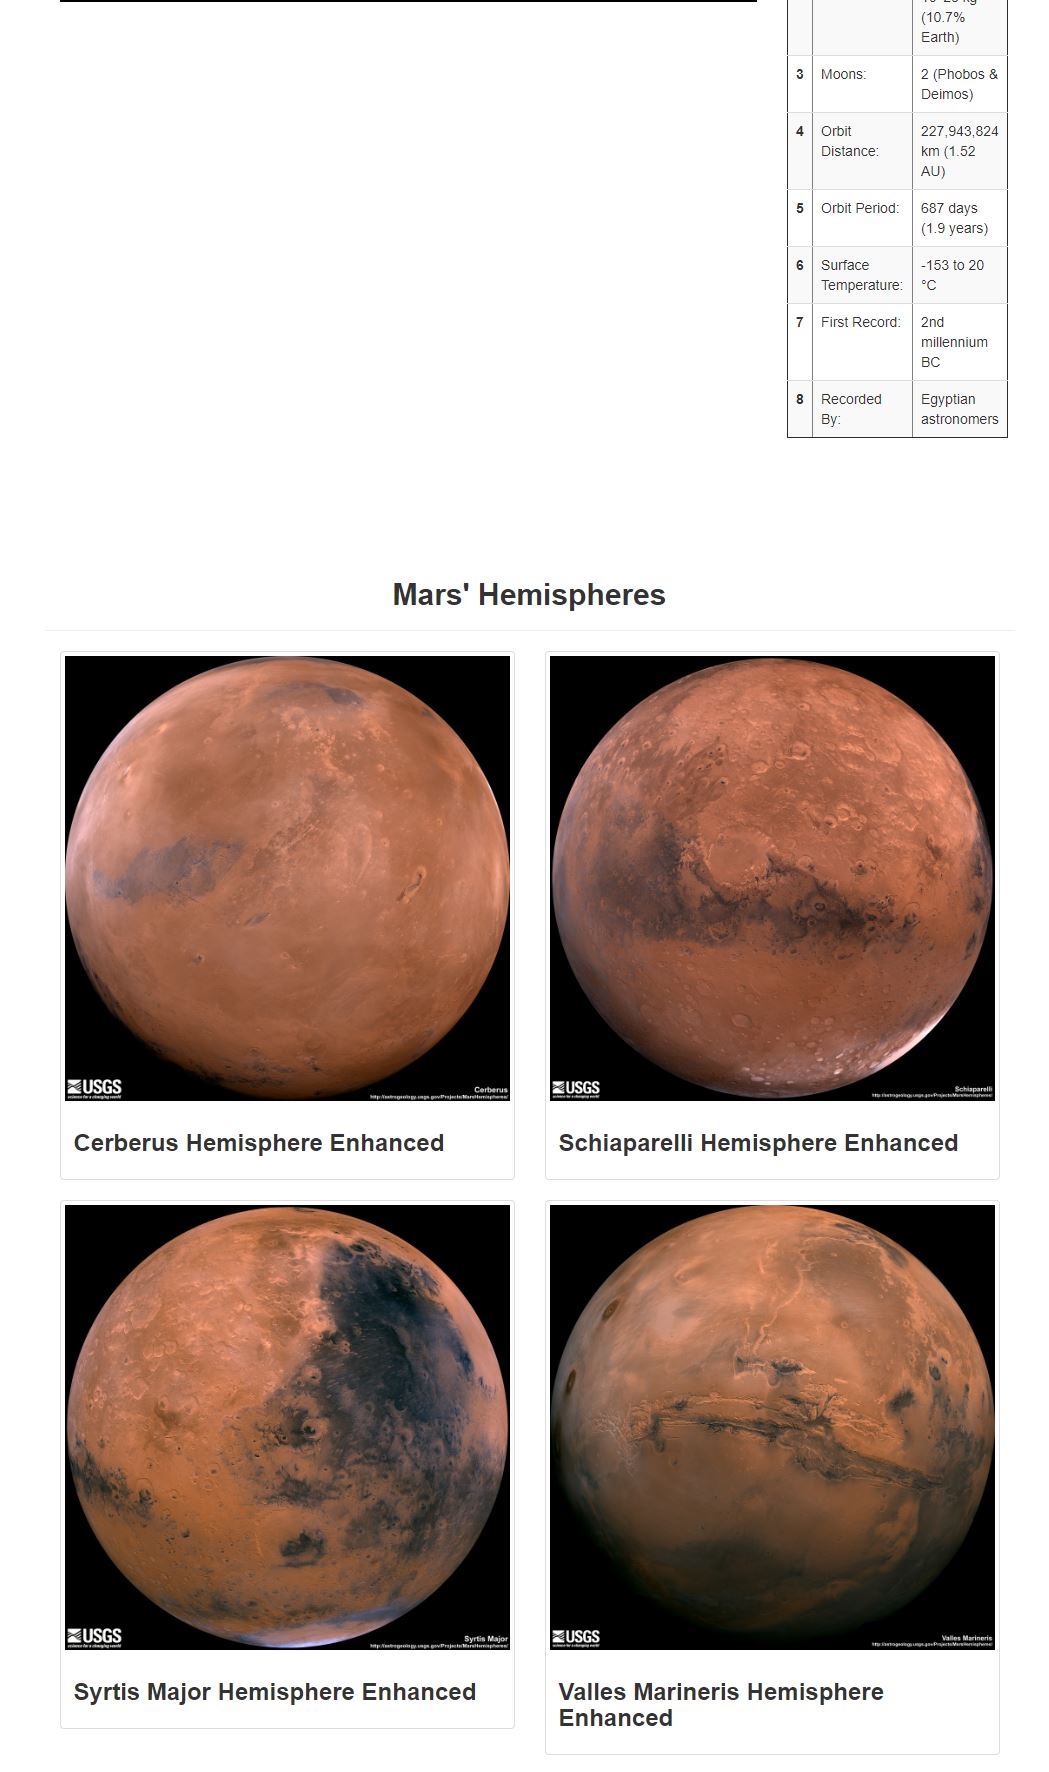 (10.7%
Earth)
3 Moons: 2 (Phobos &
Deimos)
4 Orbit 227,943,824
Distance: km (1.52
AU)
5 Orbit Period: 687 days
(1.9 years)
6 Surface -153 to 20
Temperature: °C
7 First Record: 2nd
millennium
BC
8 Recorded Egyptian
By: astronomers
Mars' Hemispheres
USGS
science for a changing world
Cerberus
http://astrogeology.usgs.gov/Projects/MarsHemispheres/
USGS
science for a changing world
Schiaparelli
http://astrogeology.usgs.gov/Projects/MarsHemispheres/
Cerberus Hemisphere Enhanced
Schiaparelli Hemisphere Enhanced
USGS
science for a changing world
Syrtis Major
http://astrogeology.usgs.gov/Projects/MarsHemispheres/
USGS
science for a changing world
Valles Marineris
http://astrogeology.usgs.gov/Projects/MarsHemispheres/
Syrtis Major Hemisphere Enhanced
Valles Marineris Hemisphere
Enhanced